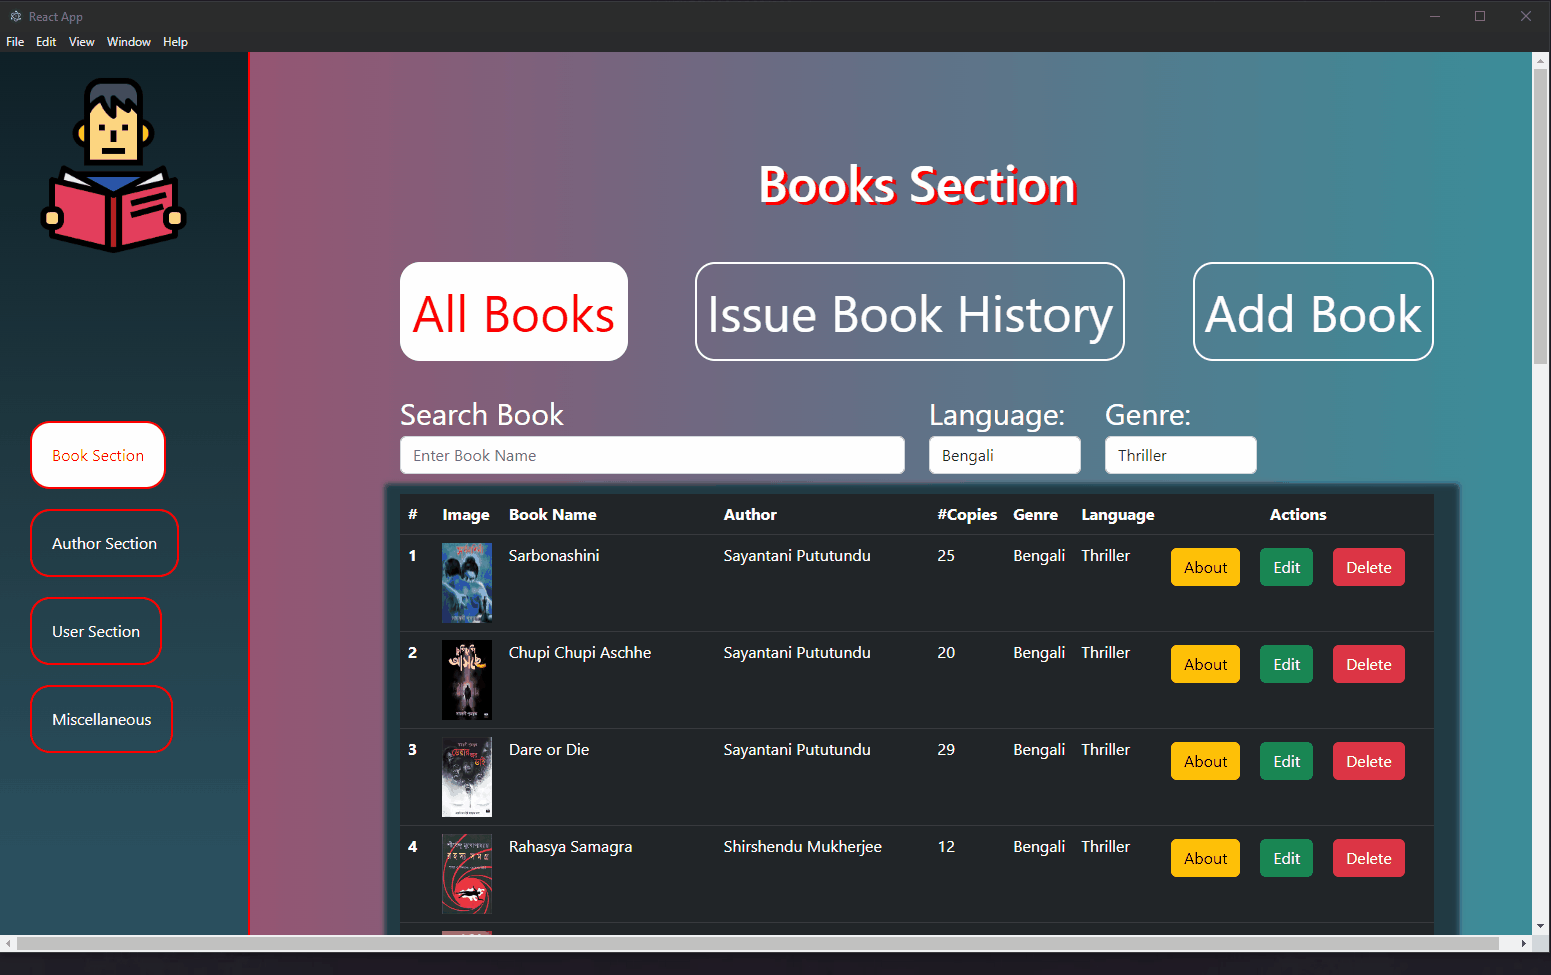 React App
File Edit View Window Help
Books Section
All Books Issue Book History Add Book
Search Book Language: Genre:
Enter Book Name Bengali Thriller
Book Section
Author Section
User Section
Miscellaneous
# Image Book Name Author #Copies Genre Language Actions
1 Sarbonashini Sayantani Pututundu 25 Bengali Thriller About Edit Delete
2 Chupi Chupi Aschhe Sayantani Pututundu 20 Bengali Thriller About Edit Delete
3 Dare or Die Sayantani Pututundu 29 Bengali Thriller About Edit Delete
4 Rahasya Samagra Shirshendu Mukherjee 12 Bengali Thriller About Edit Delete
রহস্য সমগ্র